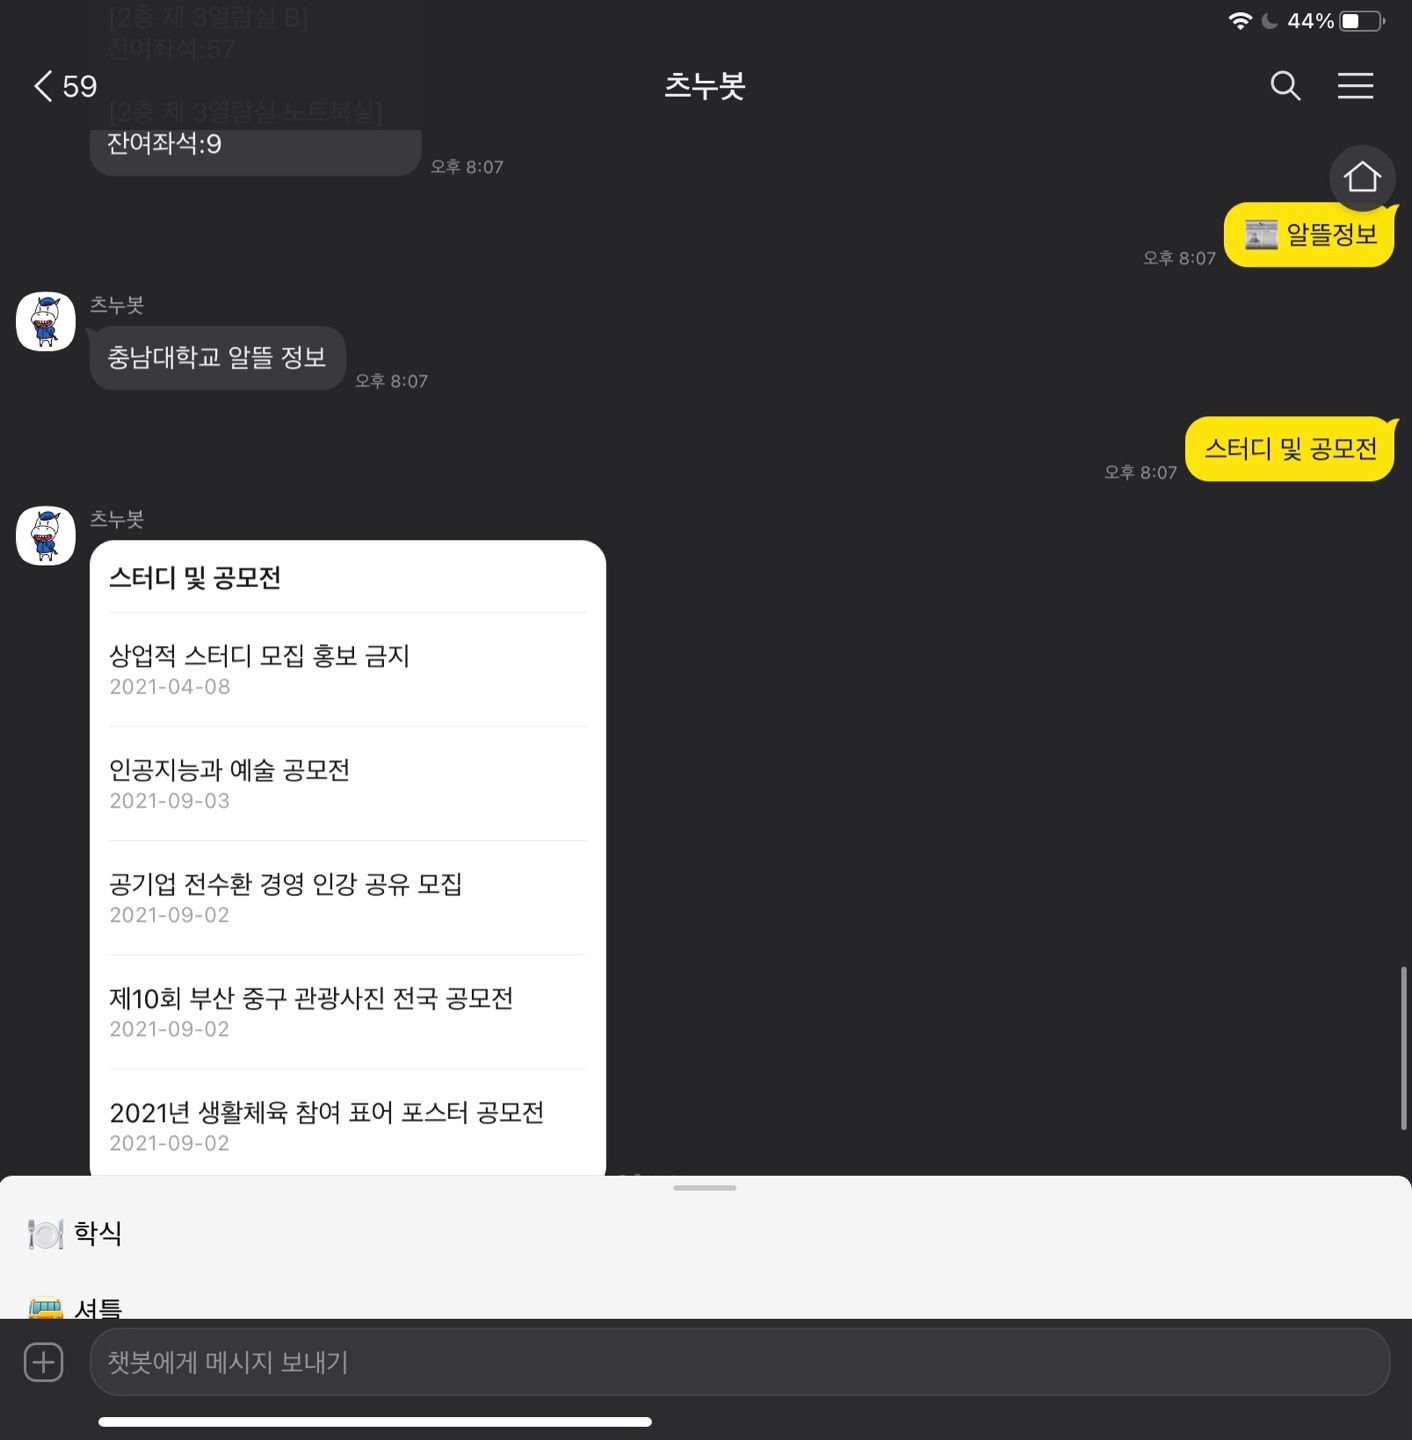 [2층 제 3열람실 B]
잔여좌석:57
44%
59
츠누봇
[2층 제 3열람실 노트북실]
잔여좌석:9
오후 8:07
알뜰정보
오후 8:07
츠누봇
충남대학교 알뜰 정보
오후 8:07
스터디 및 공모전
오후 8:07
츠누봇
스터디 및 공모전
상업적 스터디 모집 홍보 금지
2021-04-08
인공지능과 예술 공모전
2021-09-03
공기업 전수환 경영 인강 공유 모집
2021-09-02
제10회 부산 중구 관광사진 전국 공모전
2021-09-02
2021년 생활체육 참여 표어 포스터 공모전
2021-09-02
학식
셔틀
챗봇에게 메시지 보내기